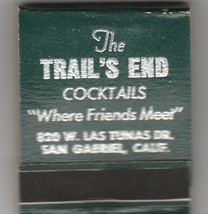 The
TRAIL'S END
COCKTAILS
"Where Friends Meet"
820 W. LAS TUNAS DR.
SAN GABRIEL, CALIF.